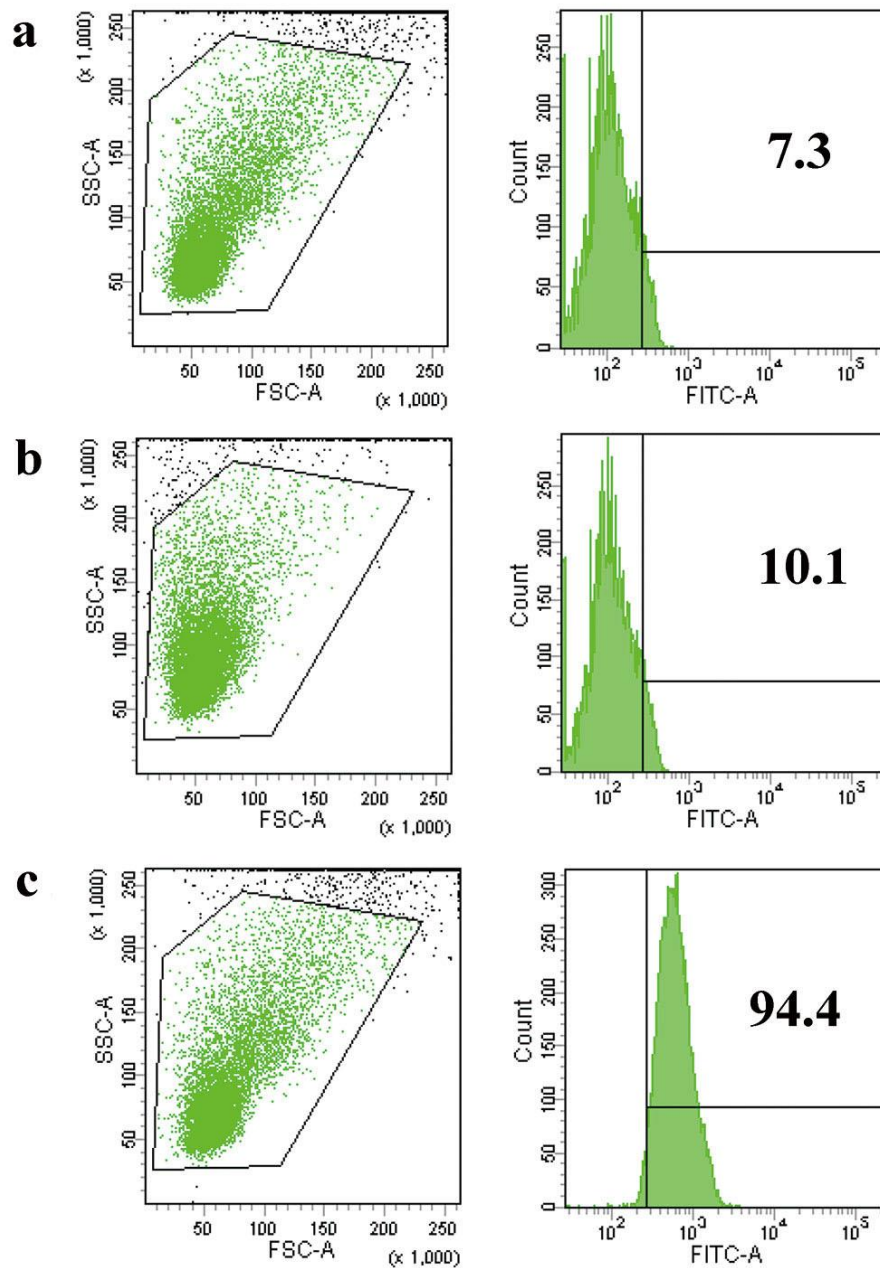 a
(x 1,000)
SSC-A
50 100 150 200 250
50 100 150 200 250
FSC-A
(x 1,000)
Count
0 50 100 150 200 250
7.3
10² 10³ 10⁴ 10⁵
FITC-A
b
(x 1,000)
SSC-A
50 100 150 200 250
50 100 150 200 250
FSC-A
(x 1,000)
Count
0 50 100 150 200 250
10.1
10² 10³ 10⁴ 10⁵
FITC-A
c
(x 1,000)
SSC-A
50 100 150 200 250
50 100 150 200 250
FSC-A
(x 1,000)
Count
0 50 100 150 200 250 300
94.4
10² 10³ 10⁴ 10⁵
FITC-A